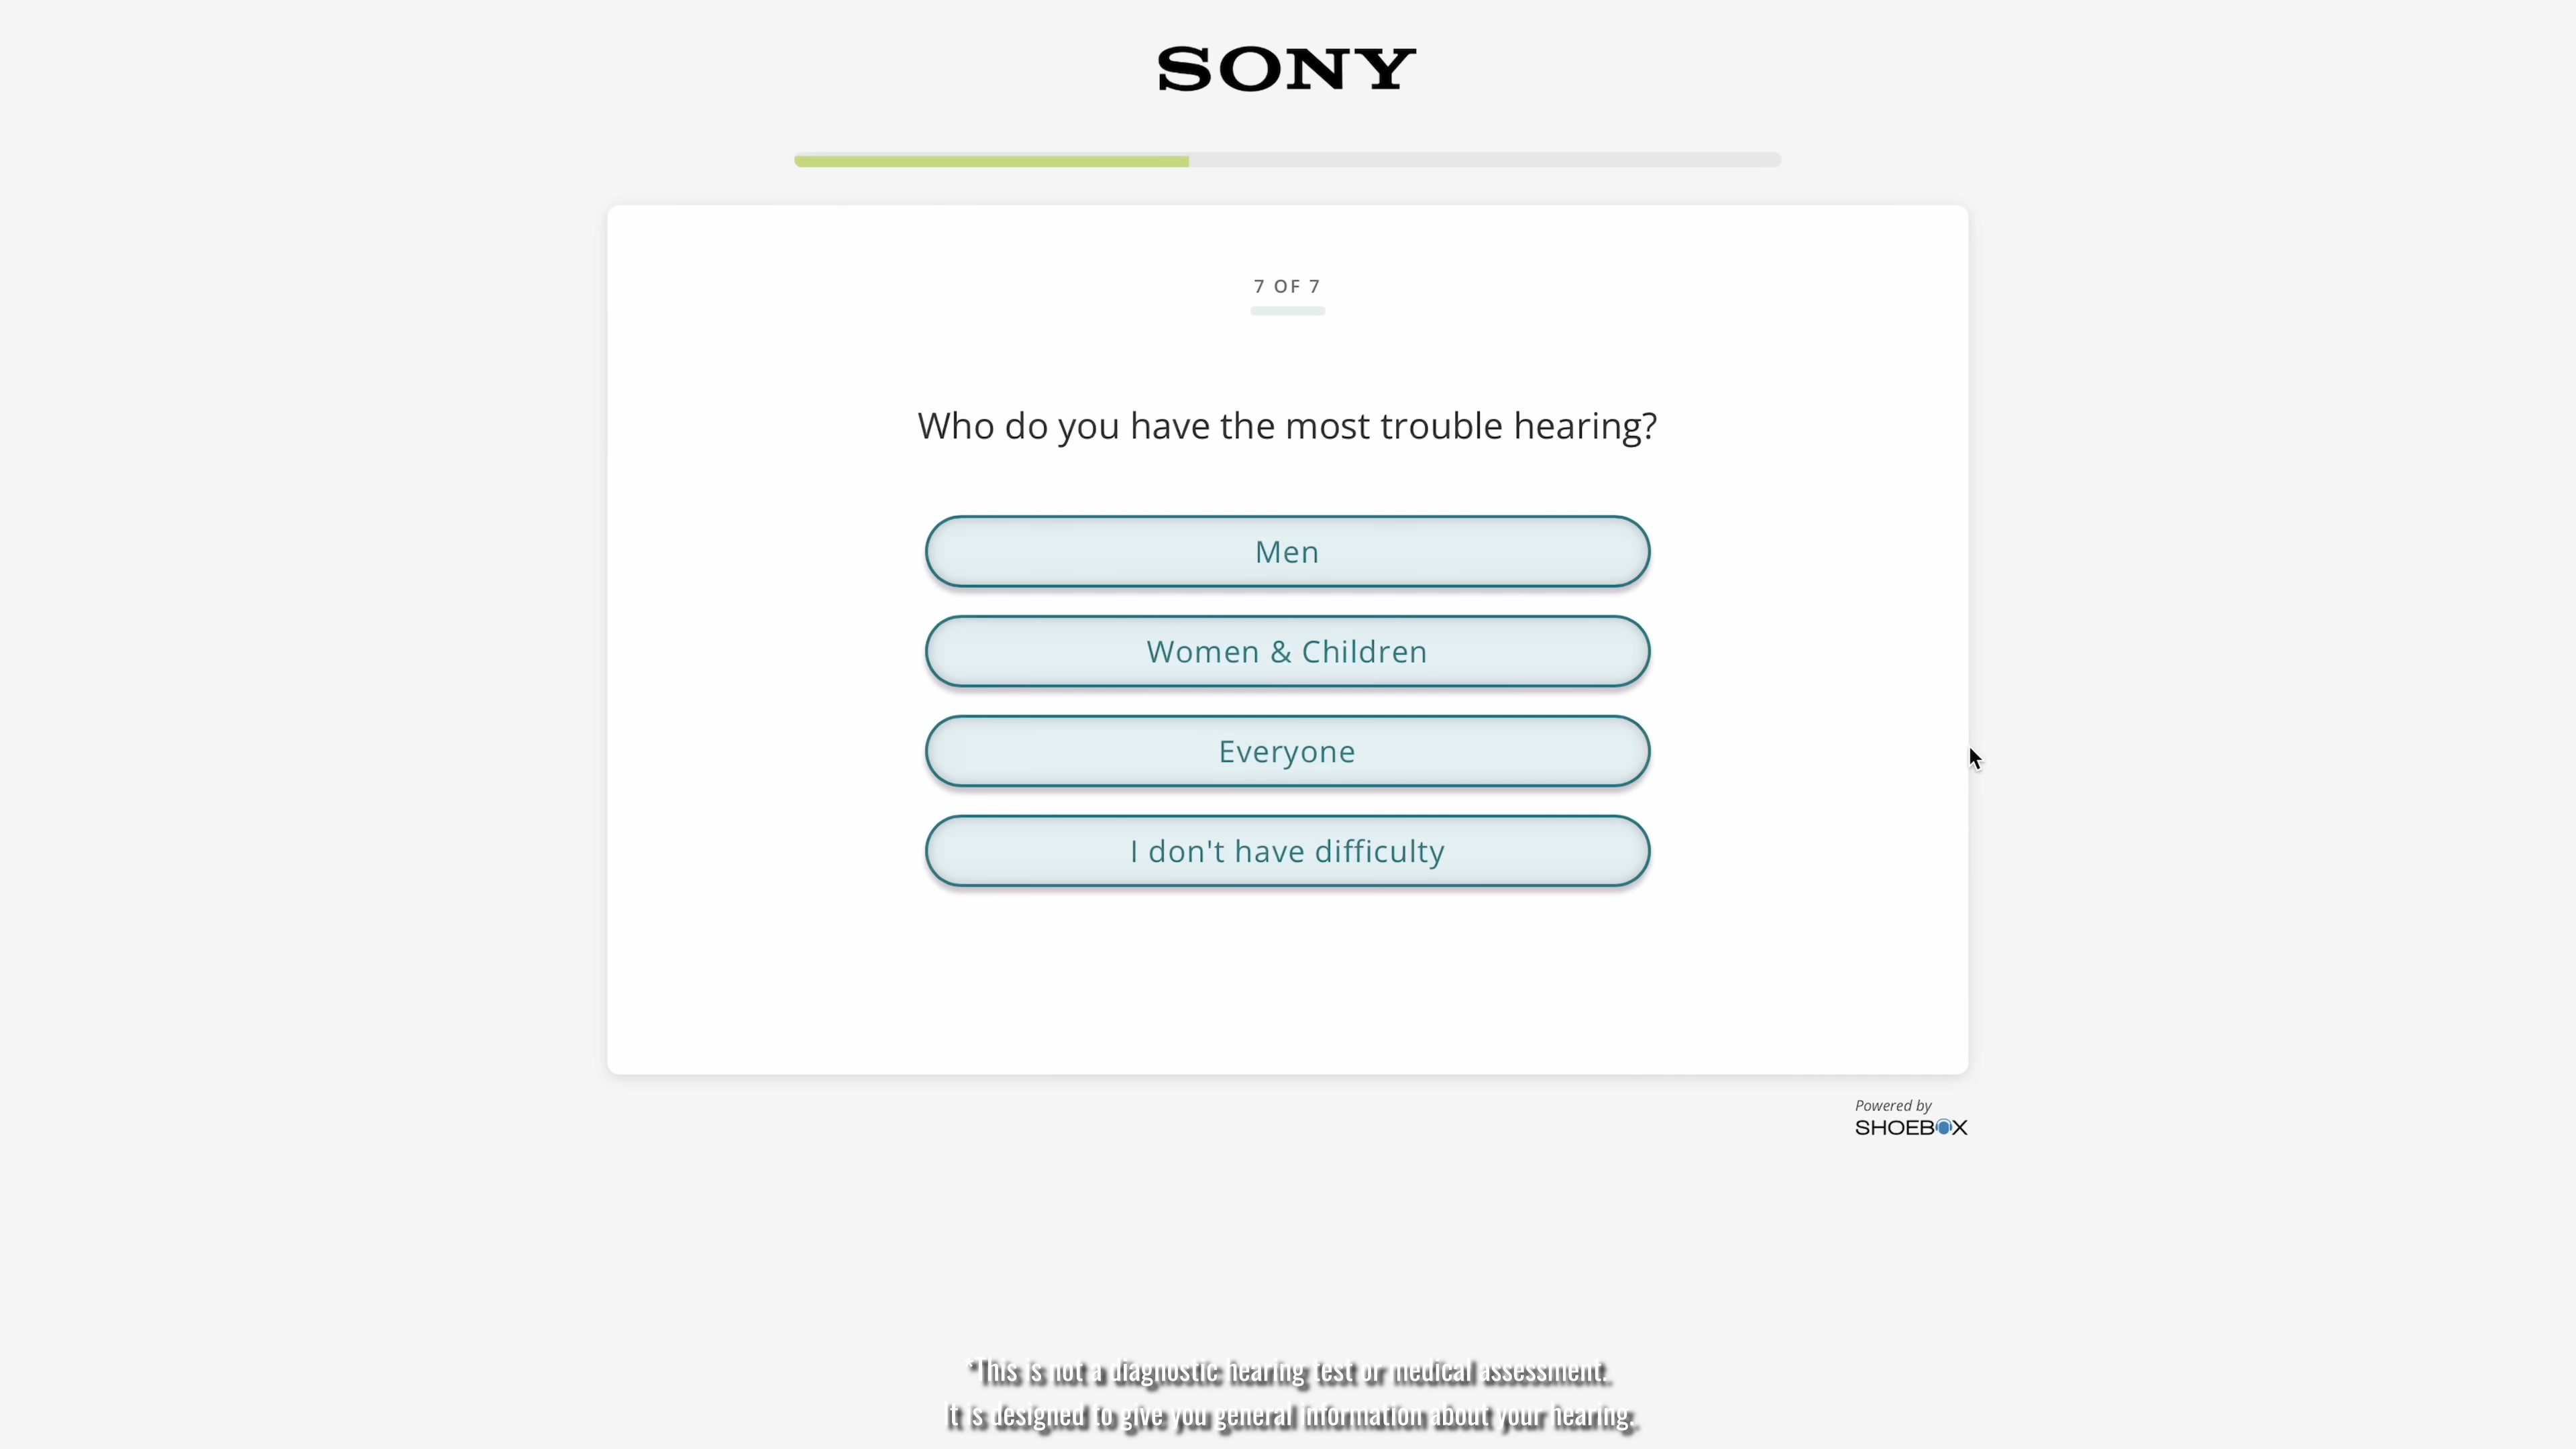 SONY
7 OF 7
Who do you have the most trouble hearing?
Men
Women & Children
Everyone
I don't have difficulty
Powered by
SHOEBOX
*This is not a diagnostic hearing test or medical assessment.
It is designed to give you general information about your hearing.